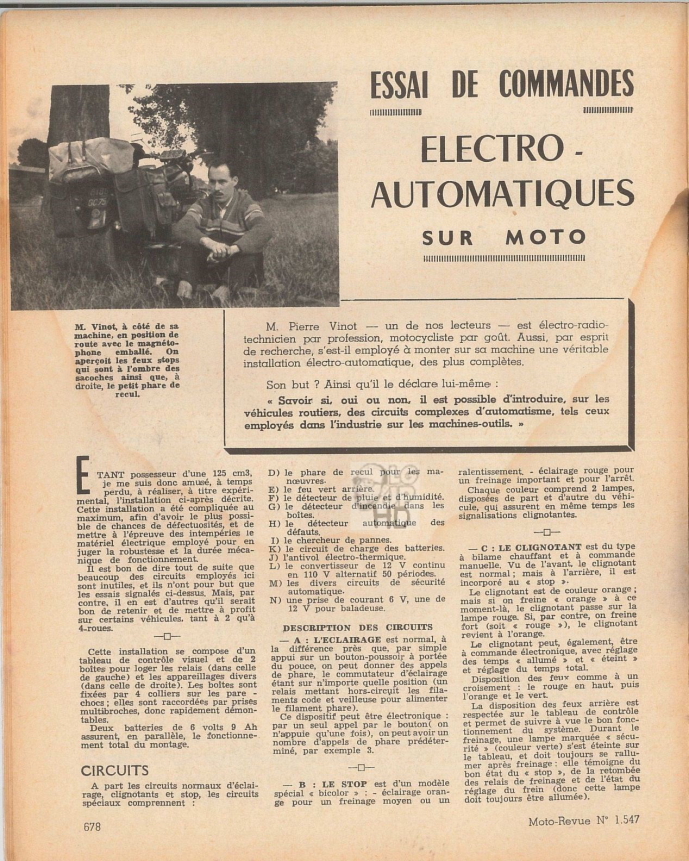 ESSAI DE COMMANDES
ELECTRO -
AUTOMATIQUES
SUR MOTO
M. Vinot, à côté de sa
machine, en position de
route avec le magnéto-
phone emballé. On
aperçoit les feux stops
qui sont à l'ombre des
sacoches ainsi que, à
droite, le petit phare de
recul.
M. Pierre Vinot — un de nos lecteurs — est électro-radio-
technicien par profession, motocycliste par goût. Aussi, par esprit
de recherche, s'est-il employé à monter sur sa machine une véritable
installation électro-automatique, des plus complètes.
Son but ? Ainsi qu'il le déclare lui-même :
« Savoir si, oui ou non, il est possible d'introduire, sur les
véhicules routiers, des circuits complexes d'automatisme, tels ceux
employés dans l'industrie sur les machines-outils. »
ETANT possesseur d'une 125 cm3,
je me suis donc amusé, à temps
perdu, à réaliser, à titre expéri-
mental, l'installation ci-après décrite.
Cette installation a été compliquée au
maximum, afin d'avoir le plus possi-
ble de chances de défectuosités, et de
mettre à l'épreuve des intempéries le
matériel électrique employé pour en
juger la robustesse et la durée méca-
nique de fonctionnement.
Il est bon de dire tout de suite que
beaucoup des circuits employés ici
sont inutiles, et ils n'ont pour but que
les essais signalés ci-dessus. Mais, par
contre, il en est d'autres qu'il serait
bon de retenir et de mettre à profit
sur certains véhicules, tant à 2 qu'à
4-roues.
Cette installation se compose d'un
tableau de contrôle visuel et de 2
boîtes pour loger les relais (dans celle
de gauche) et les appareillages divers
(dans celle de droite). Les boîtes sont
fixées par 4 colliers sur les pare -
chocs ; elles sont raccordées par prises
multibroches, donc rapidement démon-
tables.
Deux batteries de 6 volts 9 Ah
assurent, en parallèle, le fonctionne-
ment total du montage.
CIRCUITS
A part les circuits normaux d'éclai-
rage, clignotants et stop, les circuits
spéciaux comprennent :
D) le phare de recul pour les ma-
nœuvres.
E) le feu vert arrière.
F) le détecteur de pluie et d'humidité.
G) le détecteur d'eau dans les
boîtes.
H) le détecteur automatique des
défauts.
I) le chercheur de pannes.
K) le circuit de charge des batteries.
J) l'antivol électro-thermique.
L) le convertisseur de 12 V continu
en 110 V alternatif 50 périodes.
M) les divers circuits de sécurité
automatique.
N) une prise de courant 6 V, une de
12 V pour baladeuse.
DESCRIPTION DES CIRCUITS
— A : L'ECLAIRAGE est normal, à
la différence près que, par simple
appui sur un bouton-poussoir à portée
du pouce, on peut donner des appels
de phare, le commutateur d'éclairage
étant sur n'importe quelle position (un
relais mettant hors-circuit les fila-
ments code et veilleuse pour alimenter
le filament phare).
Ce dispositif peut être électronique :
par un seul appel par le bouton( on
n'appuie qu'une fois), on peut avoir un
nombre d'appels de phare prédéter-
miné, par exemple 3.
— B : LE STOP est d'un modèle
spécial « bicolor » : - éclairage oran-
ge pour un freinage moyen ou un
ralentissement, - éclairage rouge pour
un freinage important et pour l'arrêt.
Chaque couleur comprend 2 lampes,
disposées de part et d'autre du véhi-
cule, qui assurent en même temps les
signalisations clignotantes.
— C : LE CLIGNOTANT est du type
à bilame chauffant et à commande
manuelle. Vu de l'avant, le clignotant
est normal ; mais à l'arrière, il est
incorporé au « stop ».
Le clignotant est de couleur orange ;
mais si on freine « orange » à ce
moment-là, le clignotant passe sur la
lampe rouge. Si, par contre, on freine
fort (soit « rouge »), le clignotant
revient à l'orange.
Le clignotant peut, également, être
à commande électronique, avec réglage
des temps « allumé » et « éteint »
et réglage du temps total.
Disposition des feux comme à un
croisement : le rouge en haut, puis
l'orange et le vert.
La disposition des feux arrière est
respectée sur le tableau de contrôle
et permet de suivre à vue le bon fonc-
tionnement du système. Durant le
freinage, une lampe marquée « sécu-
rité » (couleur verte) s'est éteinte sur
le tableau, et doit toujours se rallu-
mer après freinage : elle témoigne du
bon état du « stop », de la retombée
des relais de freinage et de l'état du
réglage du frein (donc cette lampe
doit toujours être allumée).
678
Moto-Revue N° 1.547